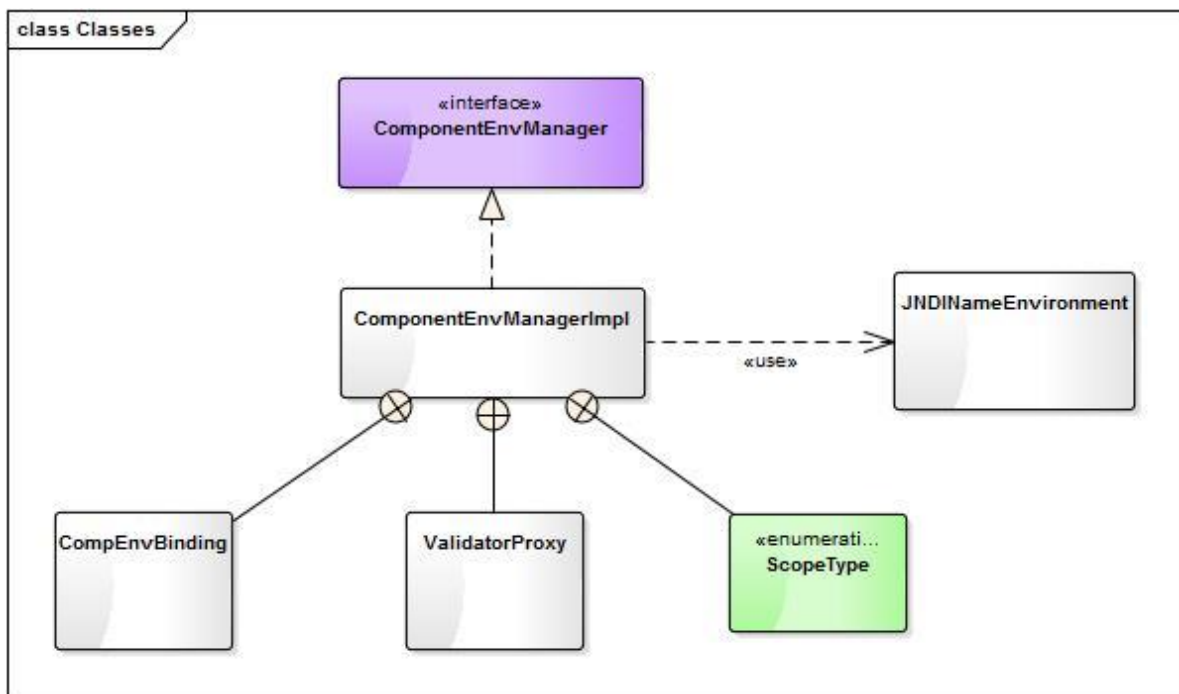 class Classes
«interface»
ComponentEnvManager
ComponentEnvManagerImpl
JNDINameEnvironment
«use»
CompEnvBinding
ValidatorProxy
«enumerati...
ScopeType